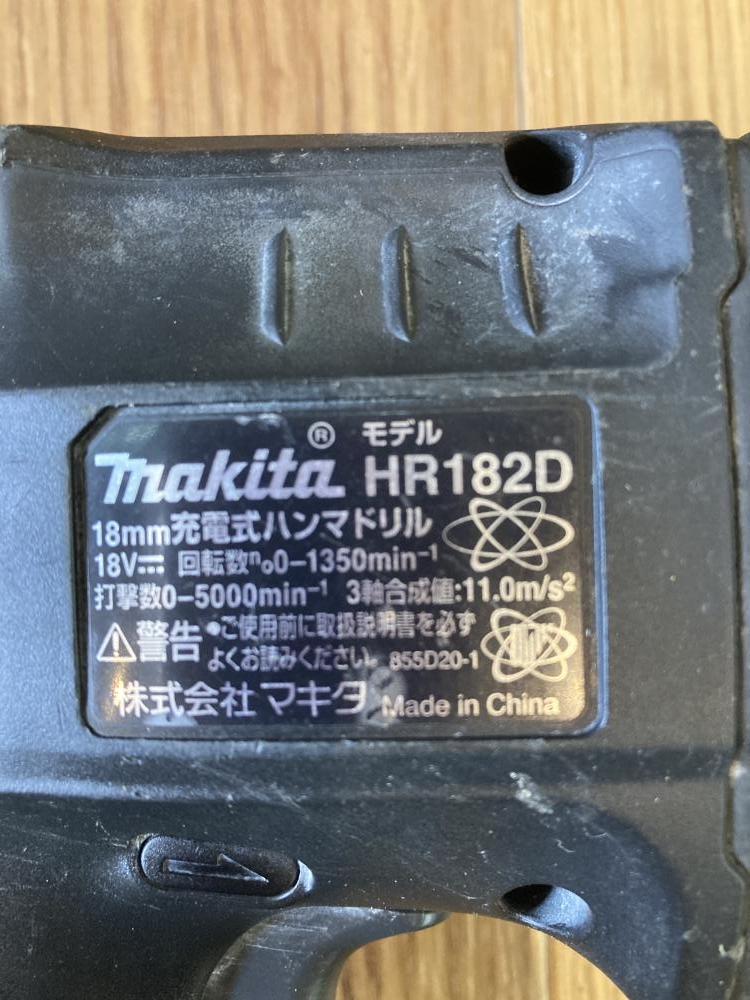 ® モデル
makita HR182D
18mm充電式ハンマドリル
18V⎓ 回転数n₀0-1350min⁻¹
打撃数0-5000min⁻¹ 3軸合成値:11.0m/s²
⚠警告 •ご使用前に取扱説明書を必ず
よくお読みください。 855D20-1
株式会社マキタ Made in China